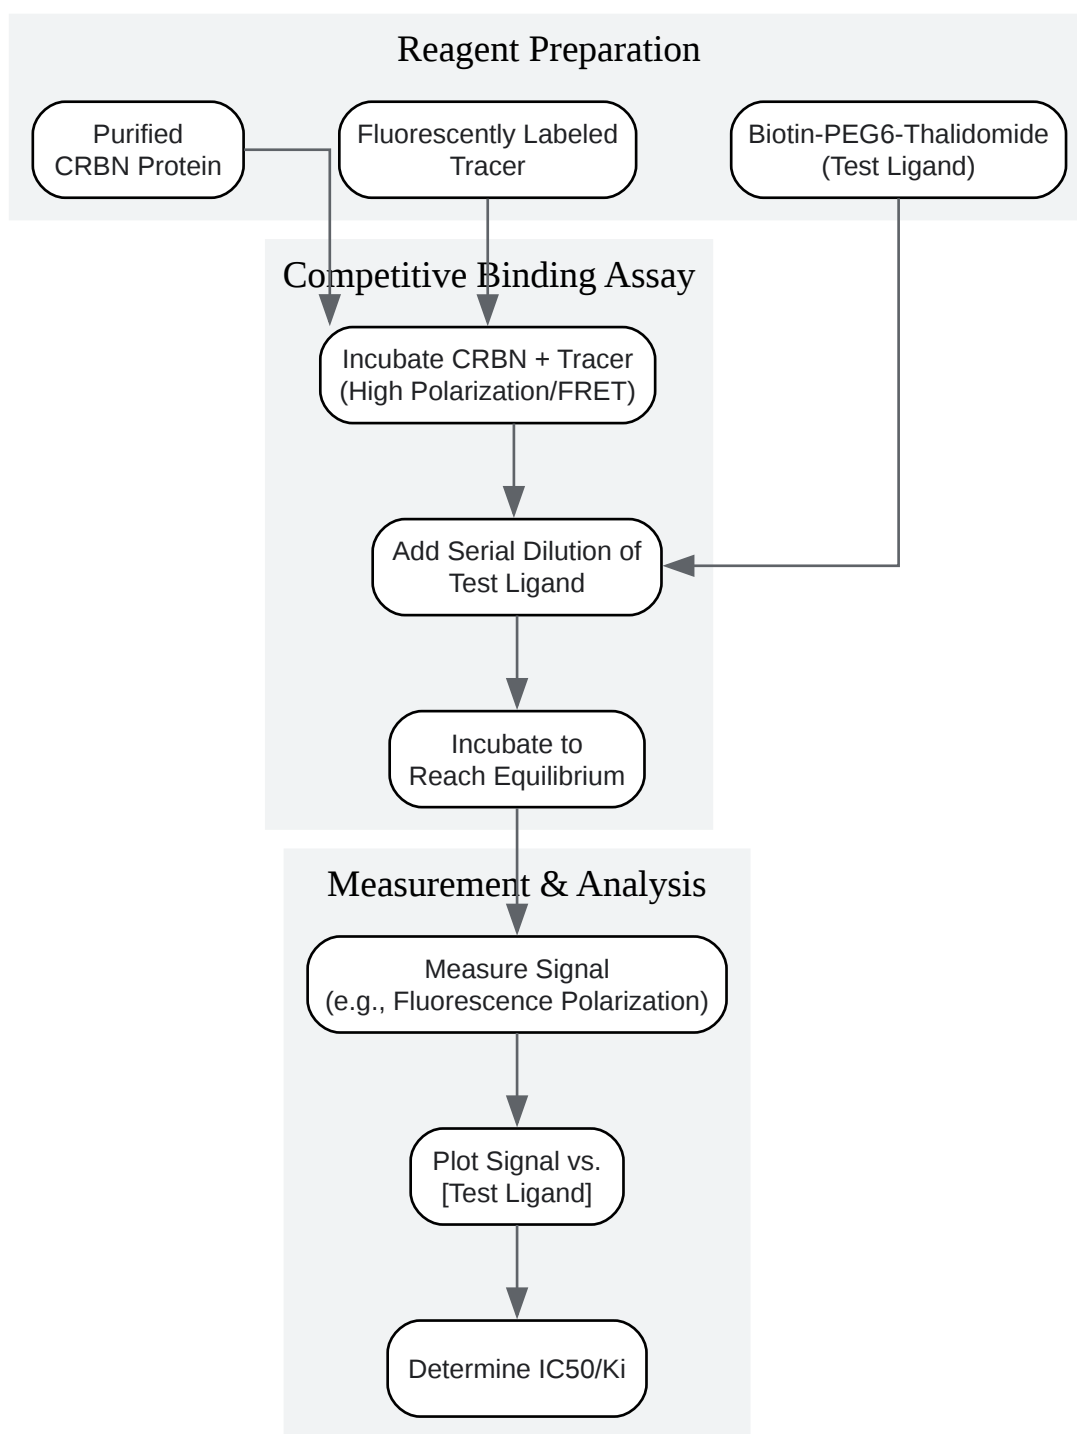 Reagent Preparation
Purified
CRBN Protein
Fluorescently Labeled
Tracer
Biotin-PEG6-Thalidomide
(Test Ligand)
Competitive Binding Assay
Incubate CRBN + Tracer
(High Polarization/FRET)
Add Serial Dilution of
Test Ligand
Incubate to
Reach Equilibrium
Measurement & Analysis
Measure Signal
(e.g., Fluorescence Polarization)
Plot Signal vs.
[Test Ligand]
Determine IC50/Ki